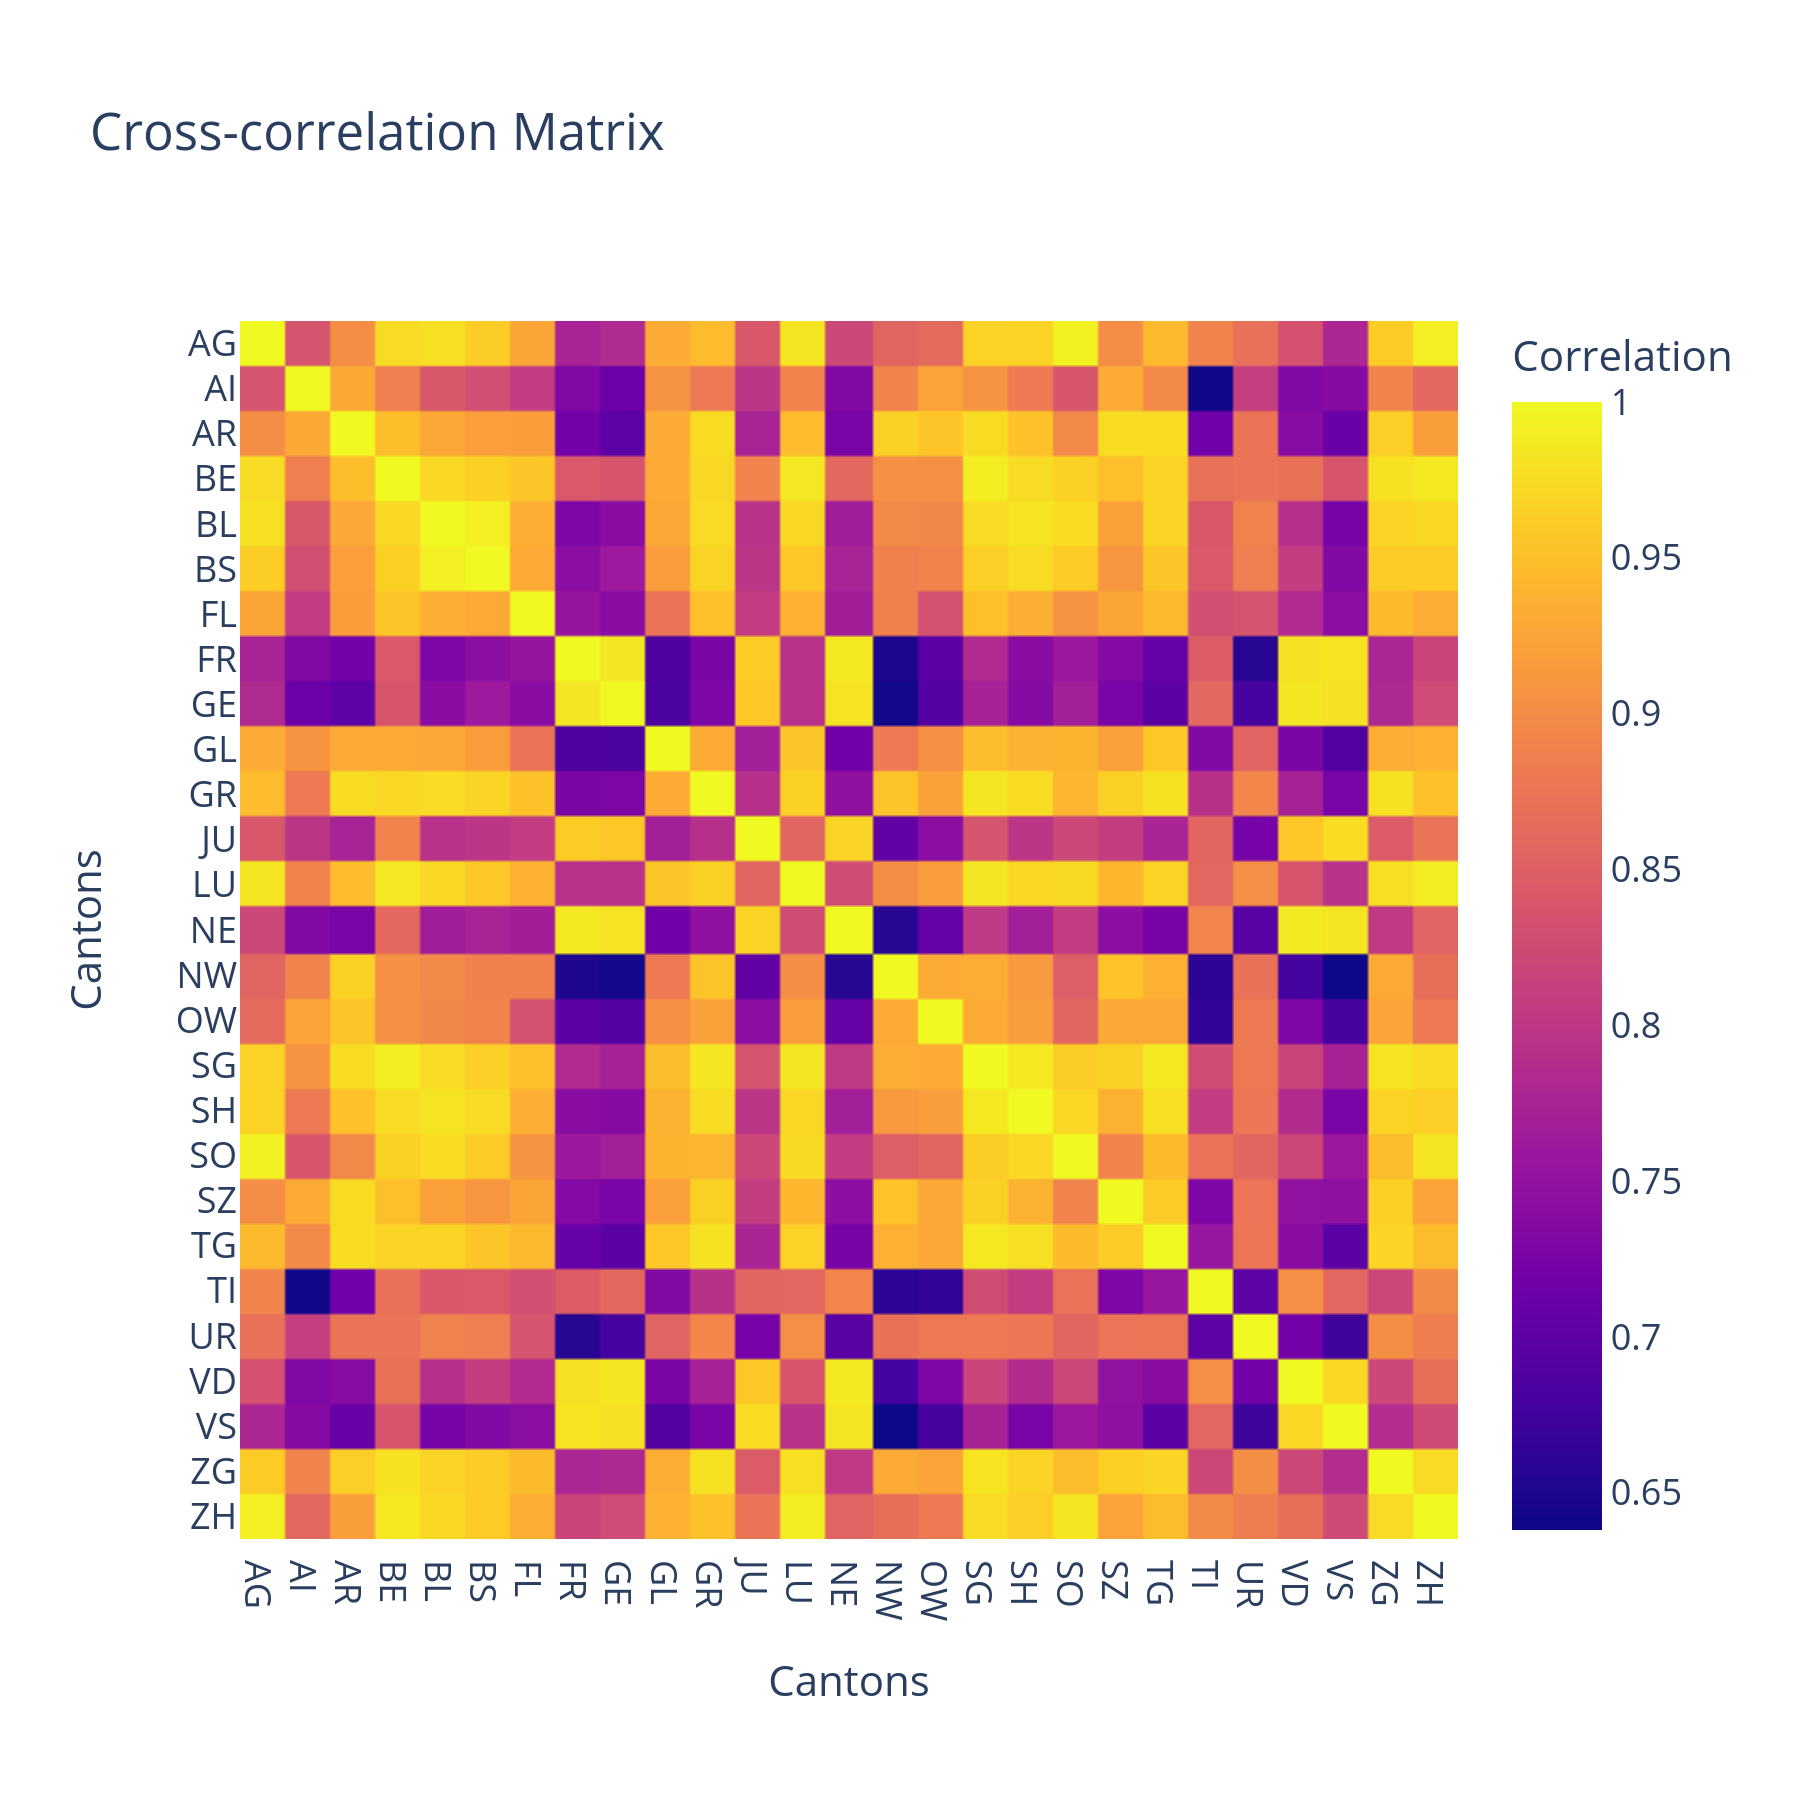 Cross-correlation Matrix
Correlation
1
0.95
0.9
0.85
0.8
0.75
0.7
0.65
Cantons
AG
AI
AR
BE
BL
BS
FL
FR
GE
GL
GR
JU
LU
NE
NW
OW
SG
SH
SO
SZ
TG
TI
UR
VD
VS
ZG
ZH
AG AI AR BE BL BS FL FR GE GL GR JU LU NE NW OW SG SH SO SZ TG TI UR VD VS ZG ZH
Cantons